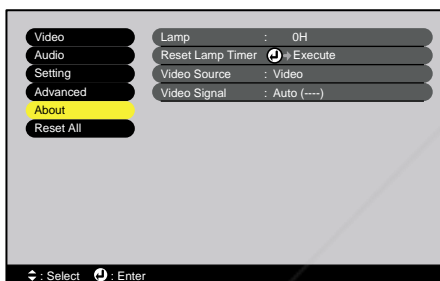 Video
Audio
Setting
Advanced
About
Reset All
Lamp : 0H
Reset Lamp Timer Execute
Video Source : Video
Video Signal : Auto (----)
: Select : Enter